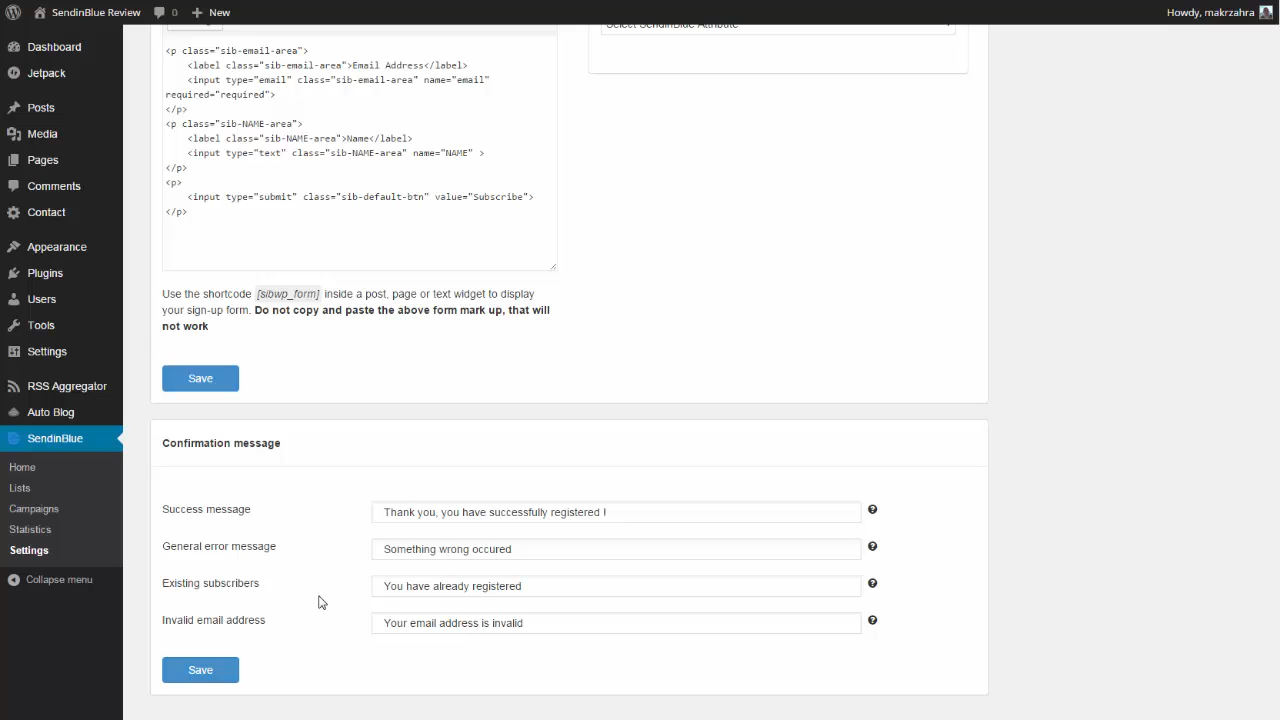 SendinBlue Review 0 New Howdy, makrzahra
Dashboard
Jetpack
Posts
Media
Pages
Comments
Contact
Appearance
Plugins
Users
Tools
Settings
RSS Aggregator
Auto Blog
SendinBlue
Home
Lists
Campaigns
Statistics
Settings
Collapse menu
Select SendinBlue Attribute
<p class="sib-email-area">
<label class="sib-email-area">Email Address</label>
<input type="email" class="sib-email-area" name="email"
required="required">
</p>
<p class="sib-NAME-area">
<label class="sib-NAME-area">Name</label>
<input type="text" class="sib-NAME-area" name="NAME" >
</p>
<p>
<input type="submit" class="sib-default-btn" value="Subscribe">
</p>
Use the shortcode [sibwp_form] inside a post, page or text widget to display
your sign-up form. Do not copy and paste the above form mark up, that will
not work
Save
Confirmation message
Success message Thank you, you have successfully registered !
General error message Something wrong occured
Existing subscribers You have already registered
Invalid email address Your email address is invalid
Save